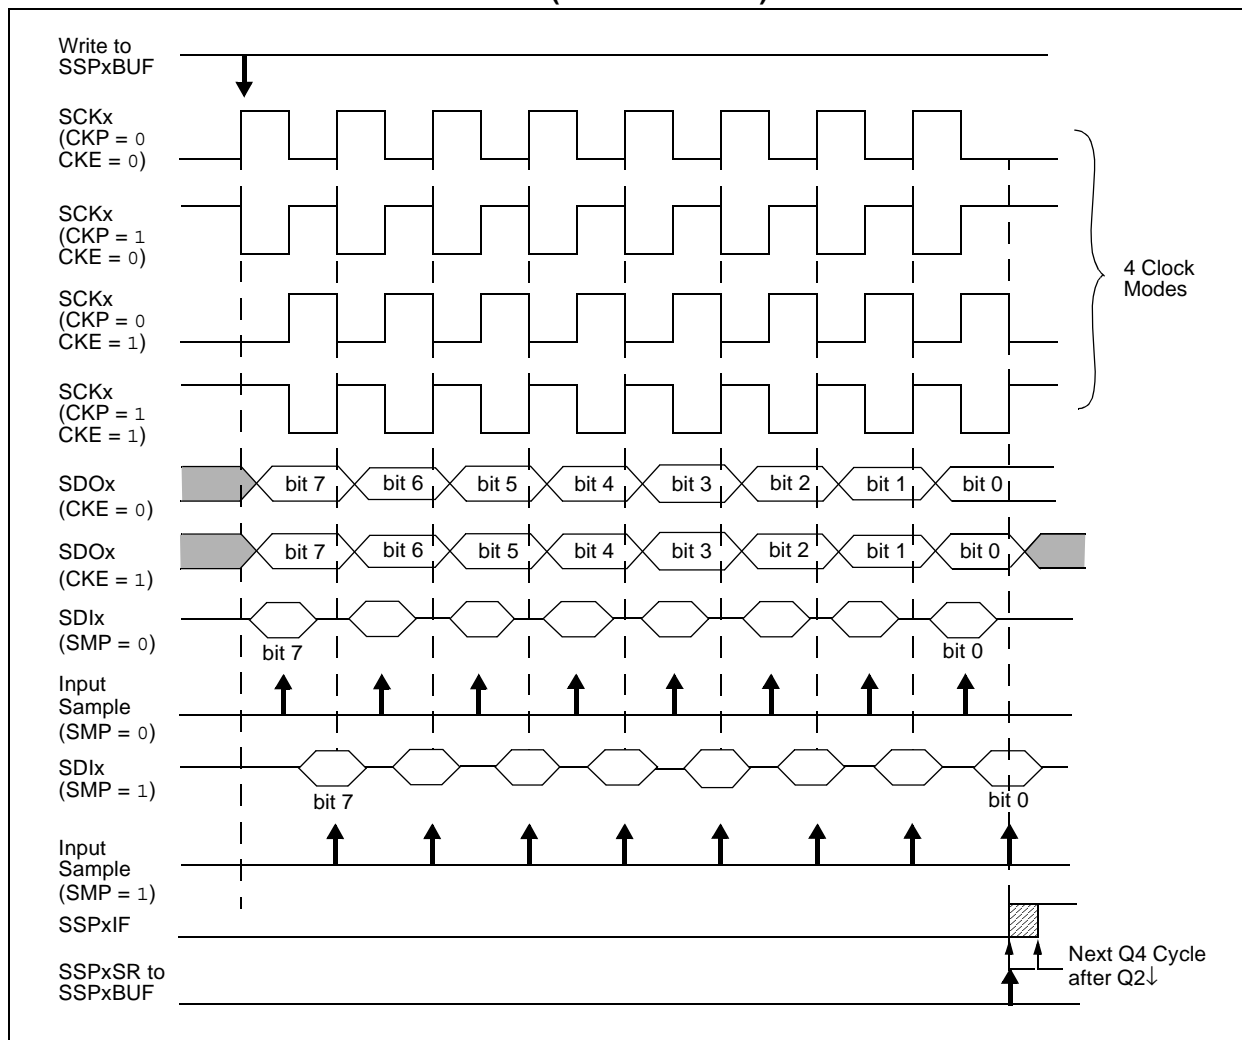 Write to
SSPxBUF
SCKx
(CKP = 0
CKE = 0)
SCKx
(CKP = 1
CKE = 0)
SCKx
(CKP = 0
CKE = 1)
SCKx
(CKP = 1
CKE = 1)
4 Clock
Modes
SDOx
(CKE = 0)
bit 7 bit 6 bit 5 bit 4 bit 3 bit 2 bit 1 bit 0
SDOx
(CKE = 1)
bit 7 bit 6 bit 5 bit 4 bit 3 bit 2 bit 1 bit 0
SDIx
(SMP = 0)
bit 7 bit 0
Input
Sample
(SMP = 0)
SDIx
(SMP = 1)
bit 7 bit 0
Input
Sample
(SMP = 1)
SSPxIF
SSPxSR to
SSPxBUF
Next Q4 Cycle
after Q2↓